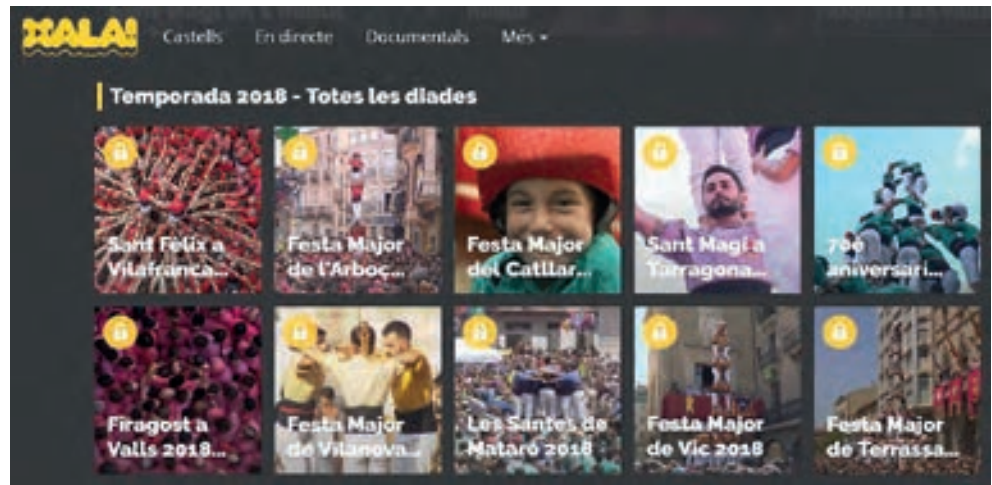 XALA!
Castells
En directe
Documentals
Més
Temporada 2018 - Totes les diades
Sant Fèlix a
Vilafranca...
Festa Major
de l'Arboç...
Festa Major
del Catllar...
Sant Magí a
Tarragona...
70è
aniversari...
Firagost a
Valls 2018...
Festa Major
de Vilanova...
Les Santes de
Mataró 2018
Festa Major
de Vic 2018
Festa Major
de Terrassa...